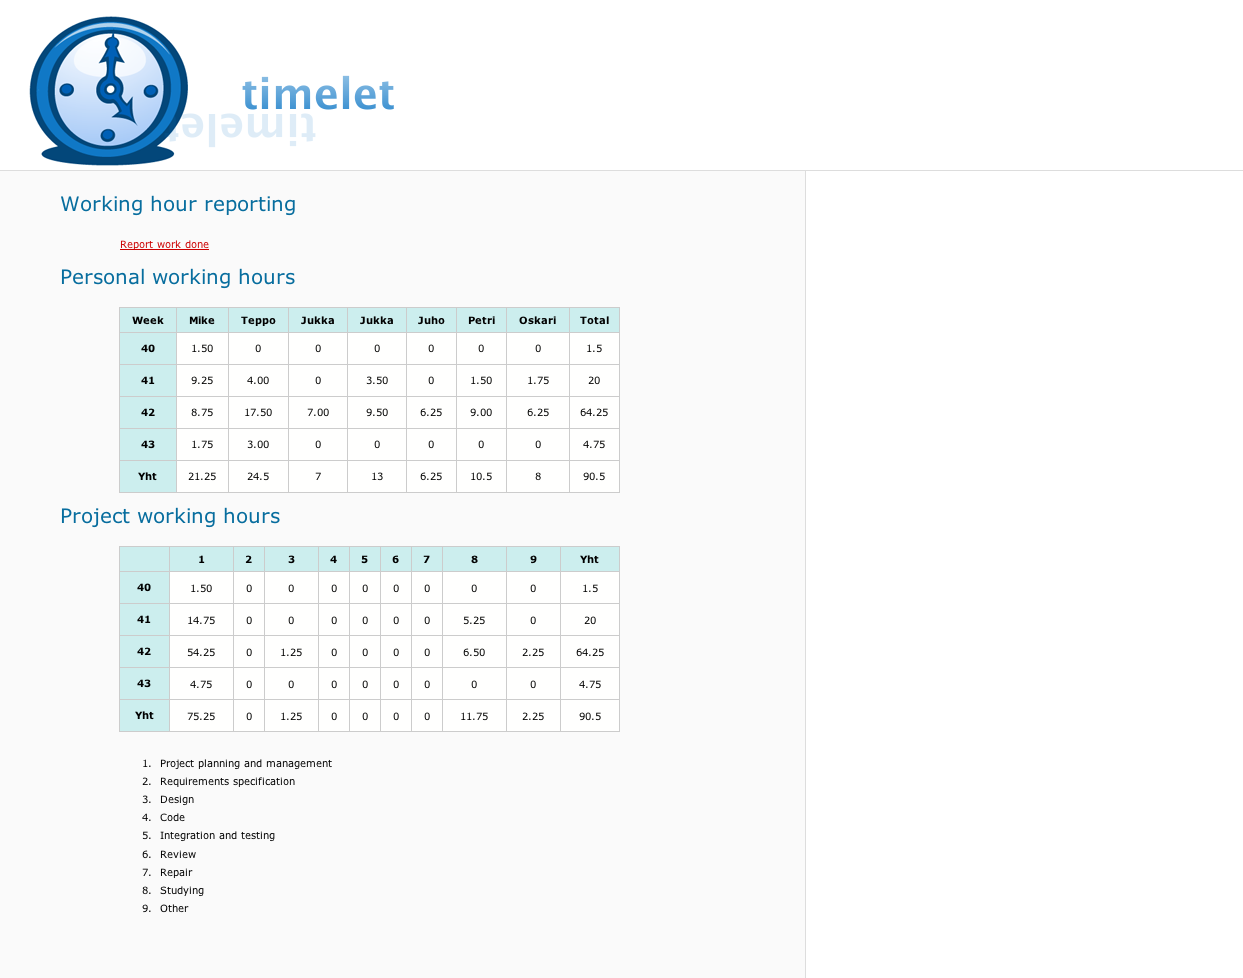 timelet
timelet
Working hour reporting
Report work done
Personal working hours
Week Mike Teppo Jukka Jukka Juho Petri Oskari Total
40 1.50 0 0 0 0 0 0 1.5
41 9.25 4.00 0 3.50 0 1.50 1.75 20
42 8.75 17.50 7.00 9.50 6.25 9.00 6.25 64.25
43 1.75 3.00 0 0 0 0 0 4.75
Yht 21.25 24.5 7 13 6.25 10.5 8 90.5
Project working hours
1 2 3 4 5 6 7 8 9 Yht
40 1.50 0 0 0 0 0 0 0 0 1.5
41 14.75 0 0 0 0 0 0 5.25 0 20
42 54.25 0 1.25 0 0 0 0 6.50 2.25 64.25
43 4.75 0 0 0 0 0 0 0 0 4.75
Yht 75.25 0 1.25 0 0 0 0 11.75 2.25 90.5
1. Project planning and management
2. Requirements specification
3. Design
4. Code
5. Integration and testing
6. Review
7. Repair
8. Studying
9. Other